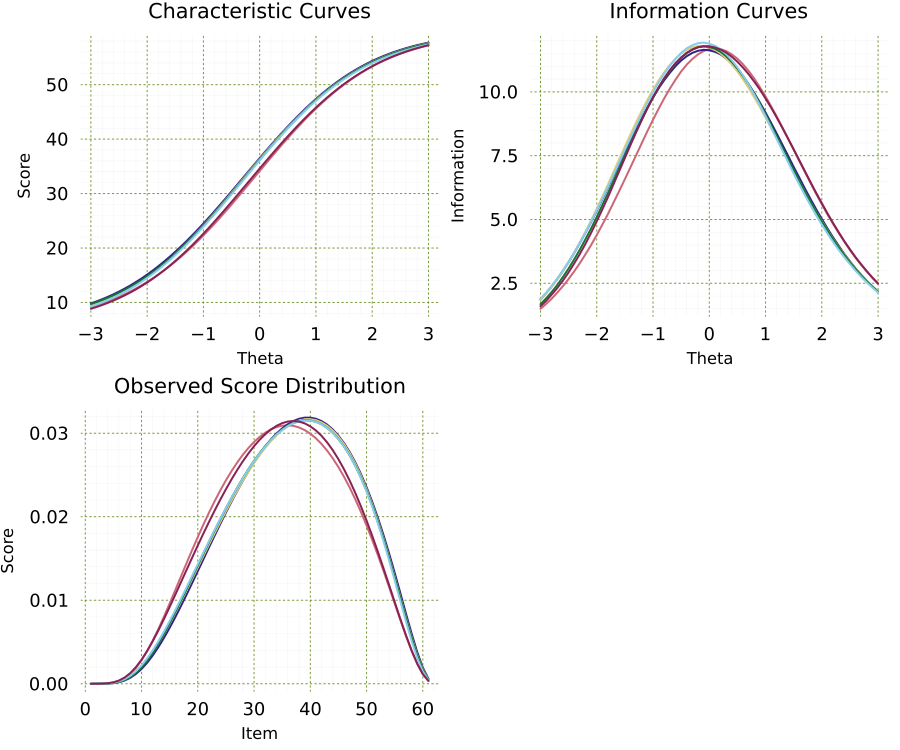 Characteristic Curves
Score
50
40
30
20
10
−3 −2 −1 0 1 2 3
Theta
Information Curves
Information
10.0
7.5
5.0
2.5
−3 −2 −1 0 1 2 3
Theta
Observed Score Distribution
Score
0.03
0.02
0.01
0.00
0 10 20 30 40 50 60
Item